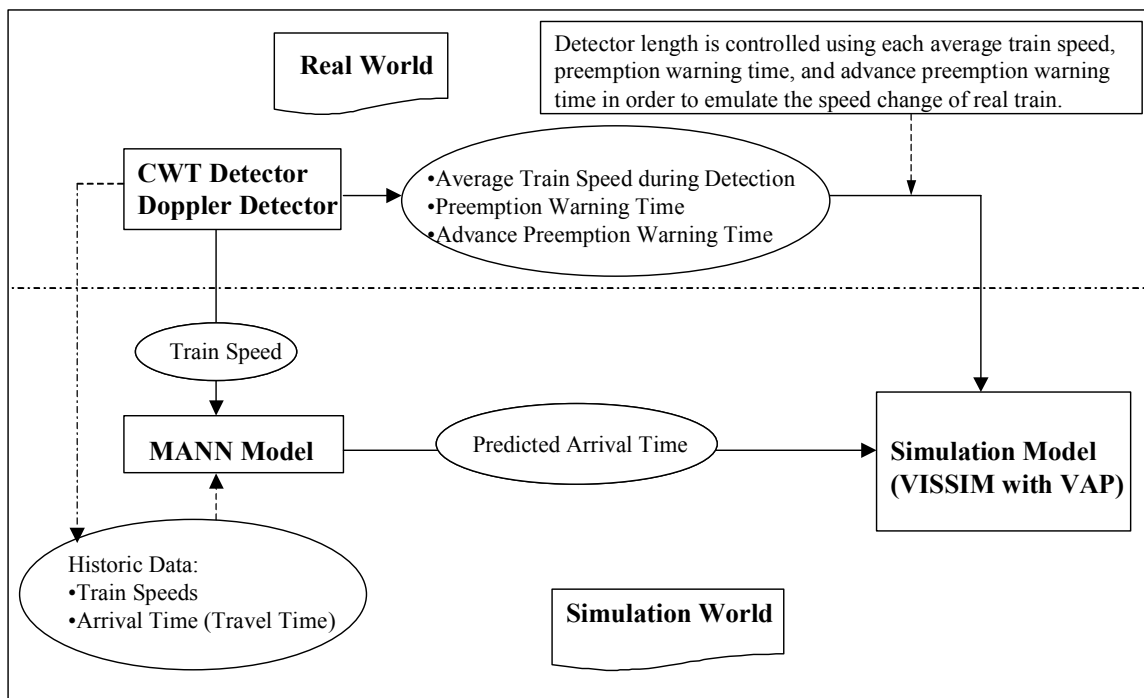 Real World
Detector length is controlled using each average train speed,
preemption warning time, and advance preemption warning
time in order to emulate the speed change of real train.
CWT Detector
Doppler Detector
•Average Train Speed during Detection
•Preemption Warning Time
•Advance Preemption Warning Time
Train Speed
MANN Model
Predicted Arrival Time
Simulation Model
(VISSIM with VAP)
Historic Data:
•Train Speeds
•Arrival Time (Travel Time)
Simulation World